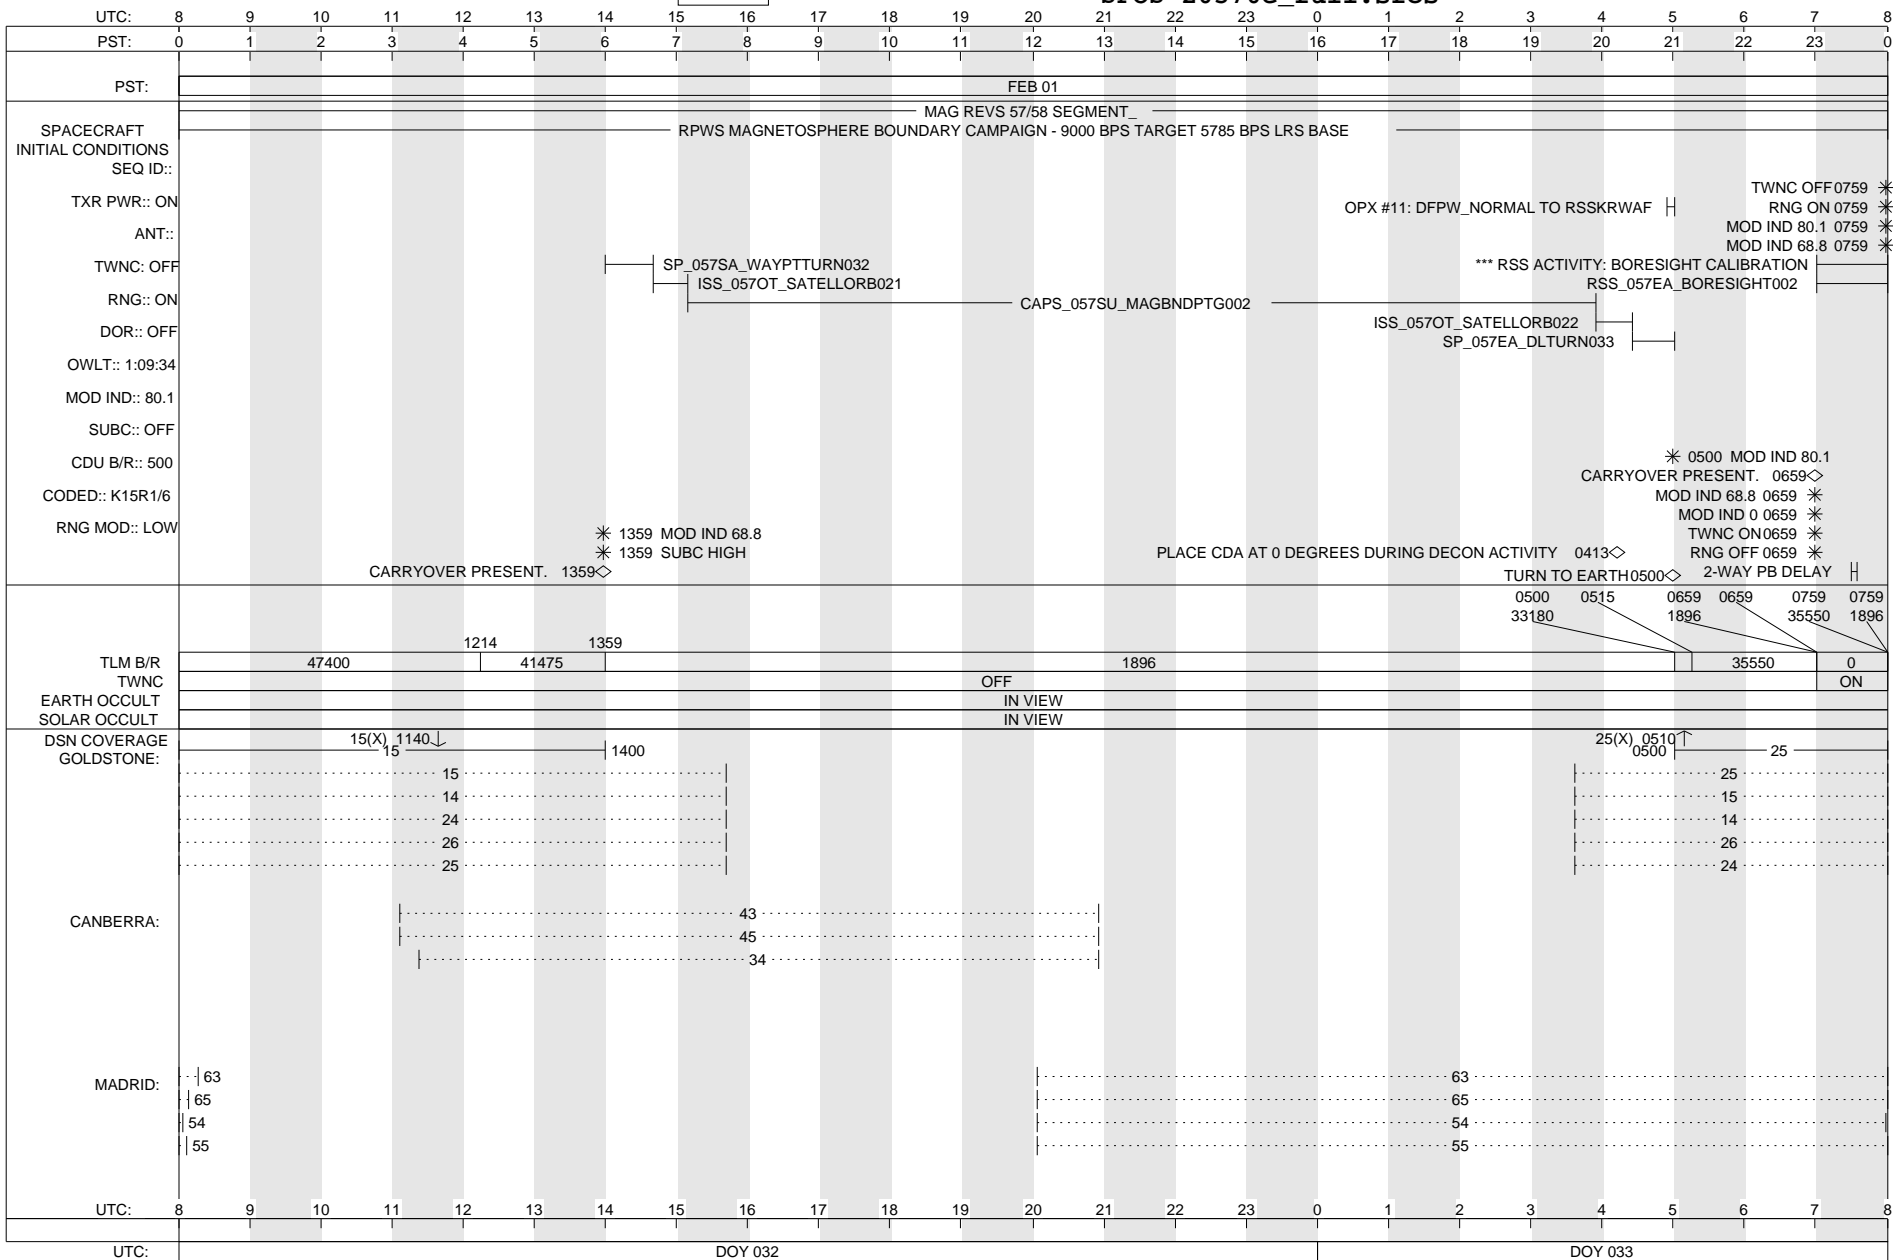 UTC: 8 9 10 11 12 13 14 15 16 17 18 19 20 21 22 23 0 1 2 3 4 5 6 7 8
PST: 0 1 2 3 4 5 6 7 8 9 10 11 12 13 14 15 16 17 18 19 20 21 22 23 0
PST: FEB 01
MAG REVS 57/58 SEGMENT_
RPWS MAGNETOSPHERE BOUNDARY CAMPAIGN - 9000 BPS TARGET 5785 BPS LRS BASE
SPACECRAFT
INITIAL CONDITIONS
SEQ ID::
TXR PWR:: ON
ANT::
TWNC: OFF
RNG:: ON
DOR:: OFF
OWLT:: 1:09:34
MOD IND:: 80.1
SUBC:: OFF
CDU B/R:: 500
CODED:: K15R1/6
RNG MOD:: LOW
TWNC OFF 0759
OPX #11: DFPW_NORMAL TO RSSKRWAF
RNG ON 0759
MOD IND 80.1 0759
MOD IND 68.8 0759
SP_057SA_WAYPTTURN032
*** RSS ACTIVITY: BORESIGHT CALIBRATION
ISS_057OT_SATELLORB021
RSS_057EA_BORESIGHT002
CAPS_057SU_MAGBNDPTG002
ISS_057OT_SATELLORB022
SP_057EA_DLTURN033
0500 MOD IND 80.1
CARRYOVER PRESENT. 0659
MOD IND 68.8 0659
MOD IND 0 0659
1359 MOD IND 68.8
TWNC ON 0659
1359 SUBC HIGH
PLACE CDA AT 0 DEGREES DURING DECON ACTIVITY 0413
RNG OFF 0659
CARRYOVER PRESENT. 1359
TURN TO EARTH 0500
2-WAY PB DELAY
0500 0515 0659 0659 0759 0759
33180 1896 35550 1896
1214 1359
TLM B/R 47400 41475 1896 35550 0
TWNC OFF ON
EARTH OCCULT IN VIEW
SOLAR OCCULT IN VIEW
DSN COVERAGE
GOLDSTONE:
15(X) 1140
25(X) 0510
15 1400
0500 25
15 25
14 15
24 14
26 26
25 24
CANBERRA:
43
45
34
MADRID:
63 63
65 65
54 54
55 55
UTC: 8 9 10 11 12 13 14 15 16 17 18 19 20 21 22 23 0 1 2 3 4 5 6 7 8
UTC: DOY 032 DOY 033